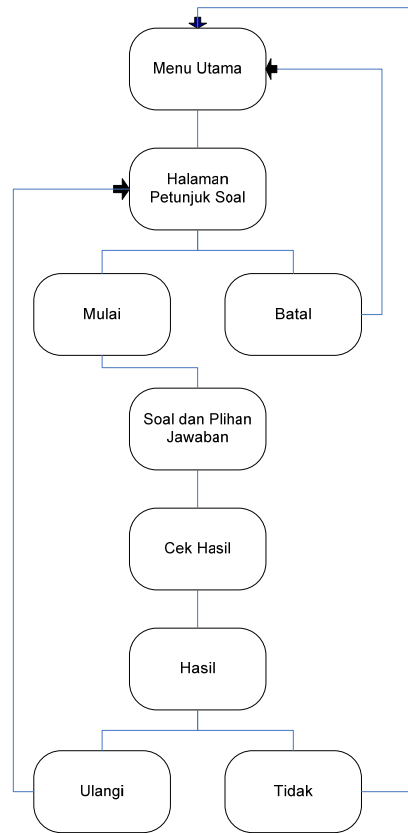 Menu Utama
Halaman
Petunjuk Soal
Mulai
Batal
Soal dan Plihan
Jawaban
Cek Hasil
Hasil
Ulangi
Tidak